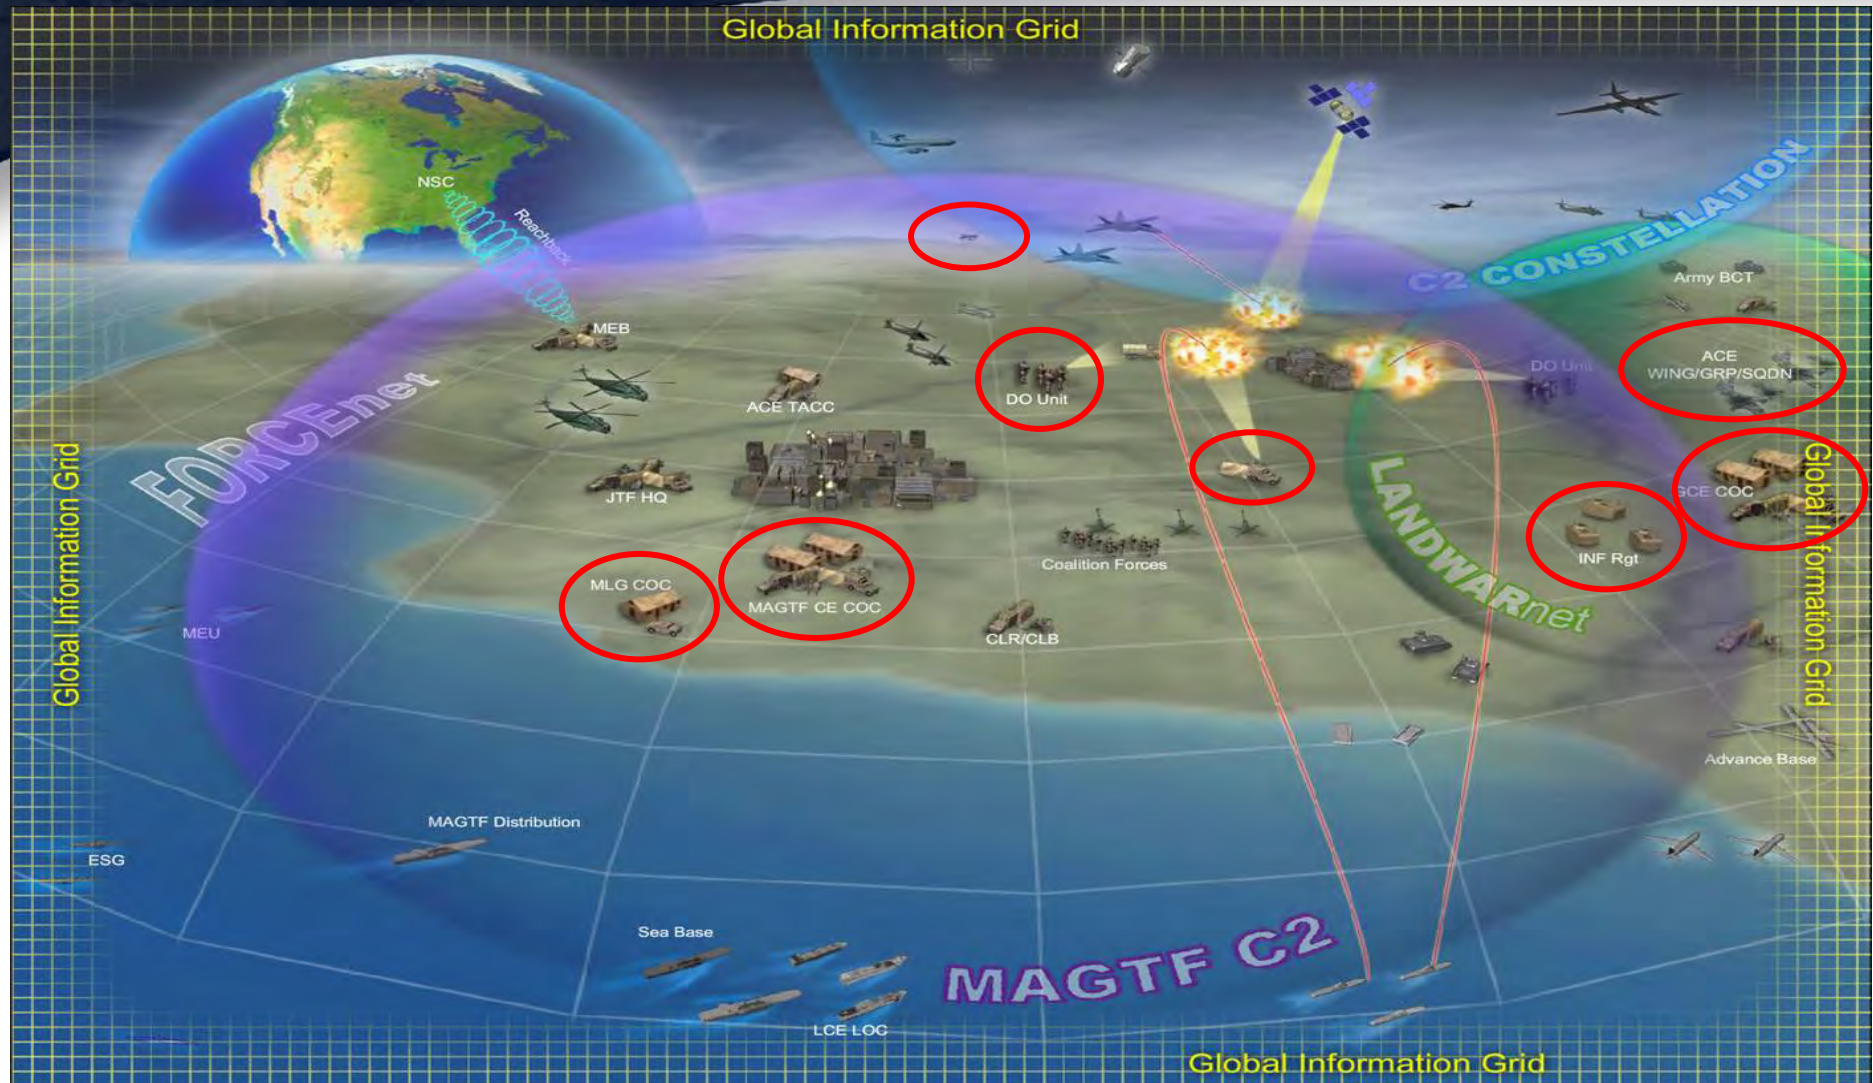 Global Information Grid
NSC
Reachback
C2 CONSTELLATION
Army BCT
MEB
ACE
WING/GRP/SQDN
DO Unit
DO Unit
ACE TACC
FORCEnet
JTF HQ
GCE COC
LANDWARnet
INF Rgt
Coalition Forces
MLG COC
MAGTF CE COC
CLR/CLB
MEU
Global Information Grid
Global Information Grid
Advance Base
MAGTF Distribution
ESG
Sea Base
MAGTF C2
LCE LOC
Global Information Grid